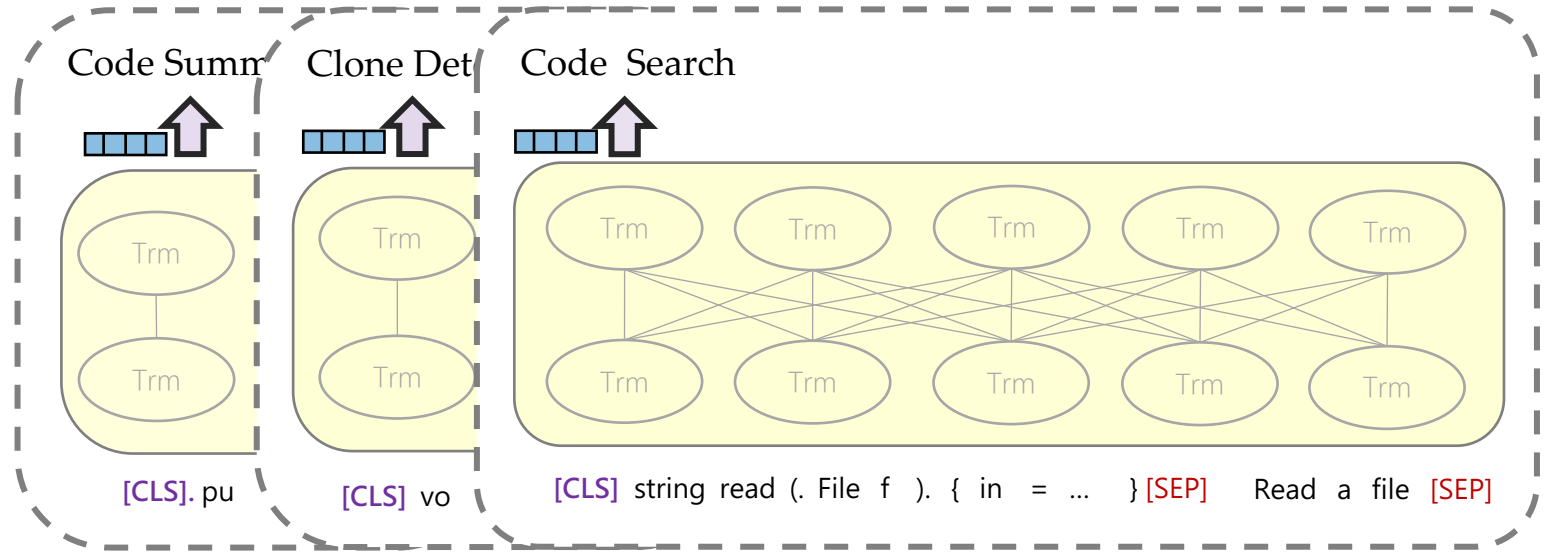 Code Summ
Clone Det
Code Search
Trm
Trm
Trm Trm Trm Trm Trm
Trm
Trm
Trm Trm Trm Trm Trm
[CLS]. pu
[CLS] vo
[CLS] string read (. File f ). { in = ... } [SEP] Read a file [SEP]